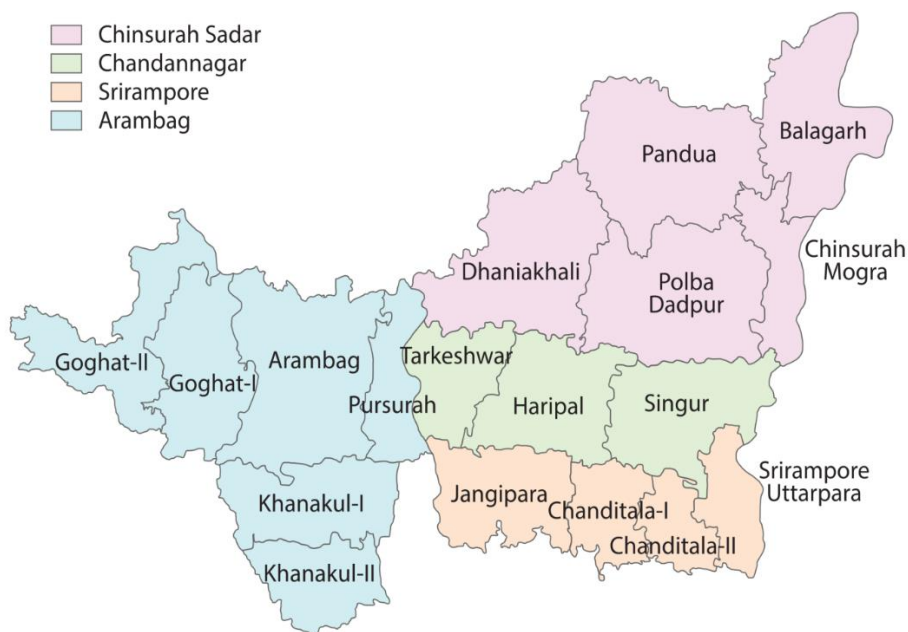 Chinsurah Sadar
Chandannagar
Srirampore
Arambag
Balagarh
Pandua
Chinsurah
Mogra
Dhaniakhali
Polba
Dadpur
Goghat-II
Goghat-I
Arambag
Pursurah
Tarkeshwar
Haripal
Singur
Srirampore
Uttarpara
Khanakul-I
Jangipara
Chanditala-I
Chanditala-II
Khanakul-II